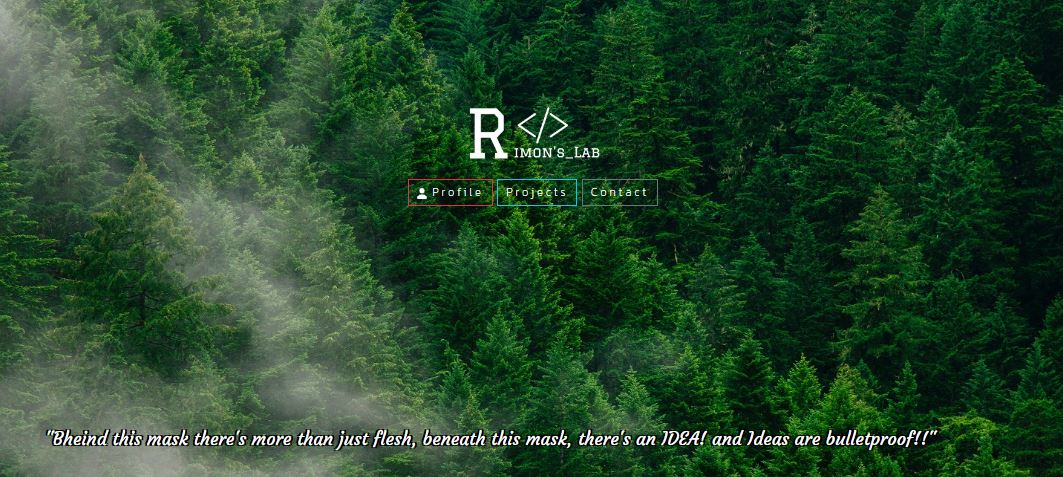 R </>
IMON'S_LAB
Profile Projects Contact
"Bheind this mask there's more than just flesh, beneath this mask, there's an IDEA! and Ideas are bulletproof!!"